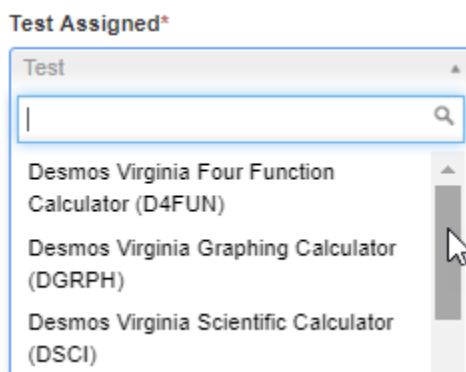 Test Assigned*
Test
Desmos Virginia Four Function
Calculator (D4FUN)
Desmos Virginia Graphing Calculator
(DGRPH)
Desmos Virginia Scientific Calculator
(DSCI)